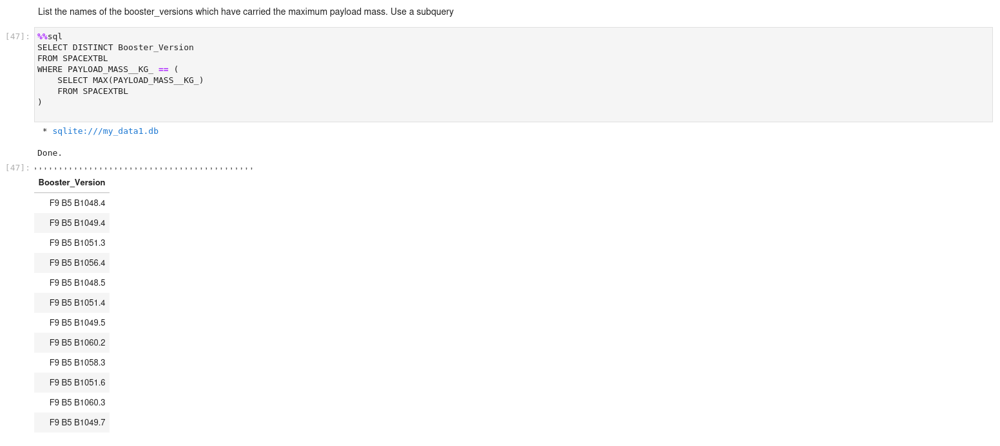 List the names of the booster_versions which have carried the maximum payload mass. Use a subquery
[47]: %%sql
SELECT DISTINCT Booster_Version
FROM SPACEXTBL
WHERE PAYLOAD_MASS__KG_ == (
    SELECT MAX(PAYLOAD_MASS__KG_)
    FROM SPACEXTBL
)
* sqlite:///my_data1.db
Done.
[47]: ,,,,,,,,,,,,,,,,,,,,,,,,,,,,,,,,,,,,,,,,,,,,
Booster_Version
F9 B5 B1048.4
F9 B5 B1049.4
F9 B5 B1051.3
F9 B5 B1056.4
F9 B5 B1048.5
F9 B5 B1051.4
F9 B5 B1049.5
F9 B5 B1060.2
F9 B5 B1058.3
F9 B5 B1051.6
F9 B5 B1060.3
F9 B5 B1049.7